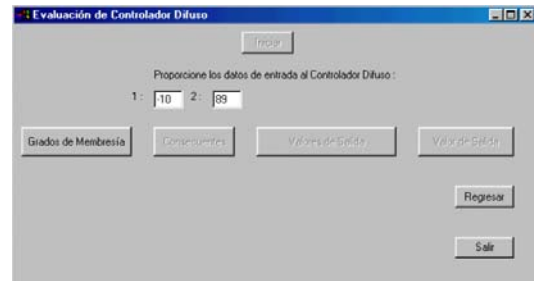 Evaluación de Controlador Difuso
Iniciar
Proporcione los datos de entrada al Controlador Difuso :
1 : -10 2 : 89
Grados de Membresía Consecuentes Valores de Salida Valor de Salida
Regresar
Salir